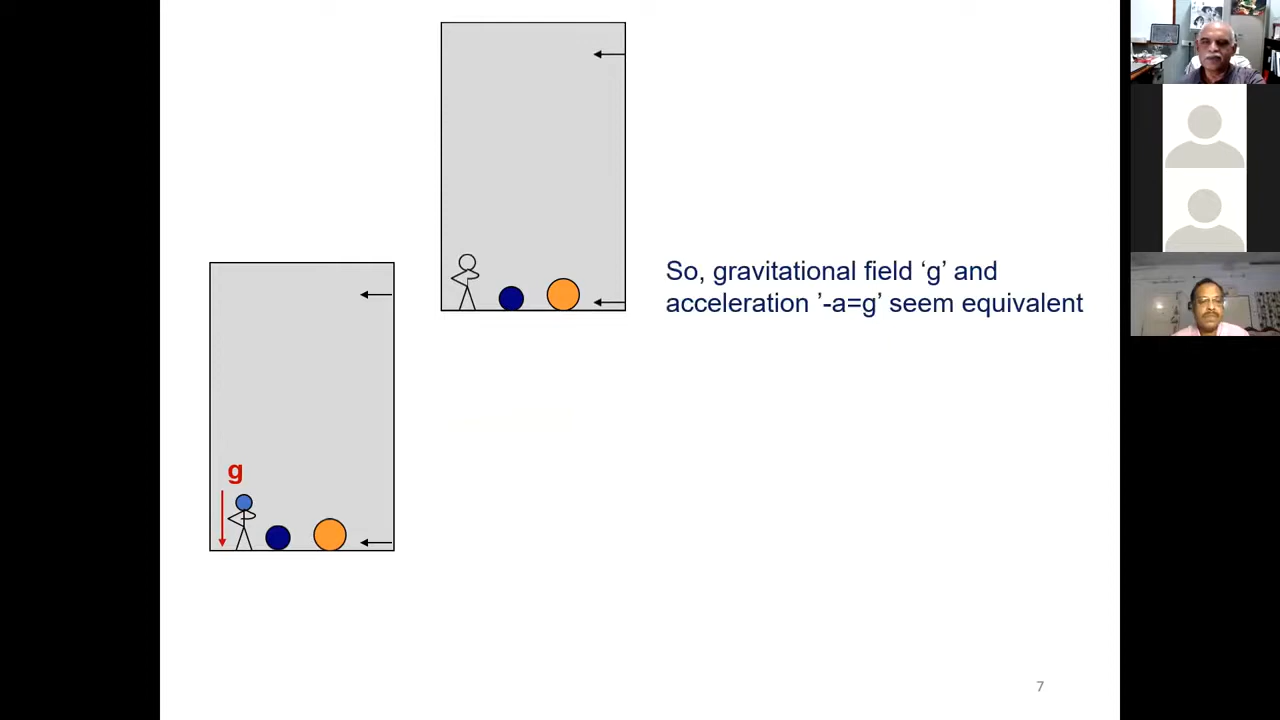 So, gravitational field ‘g’ and
acceleration ’-a=g’ seem equivalent
g
7